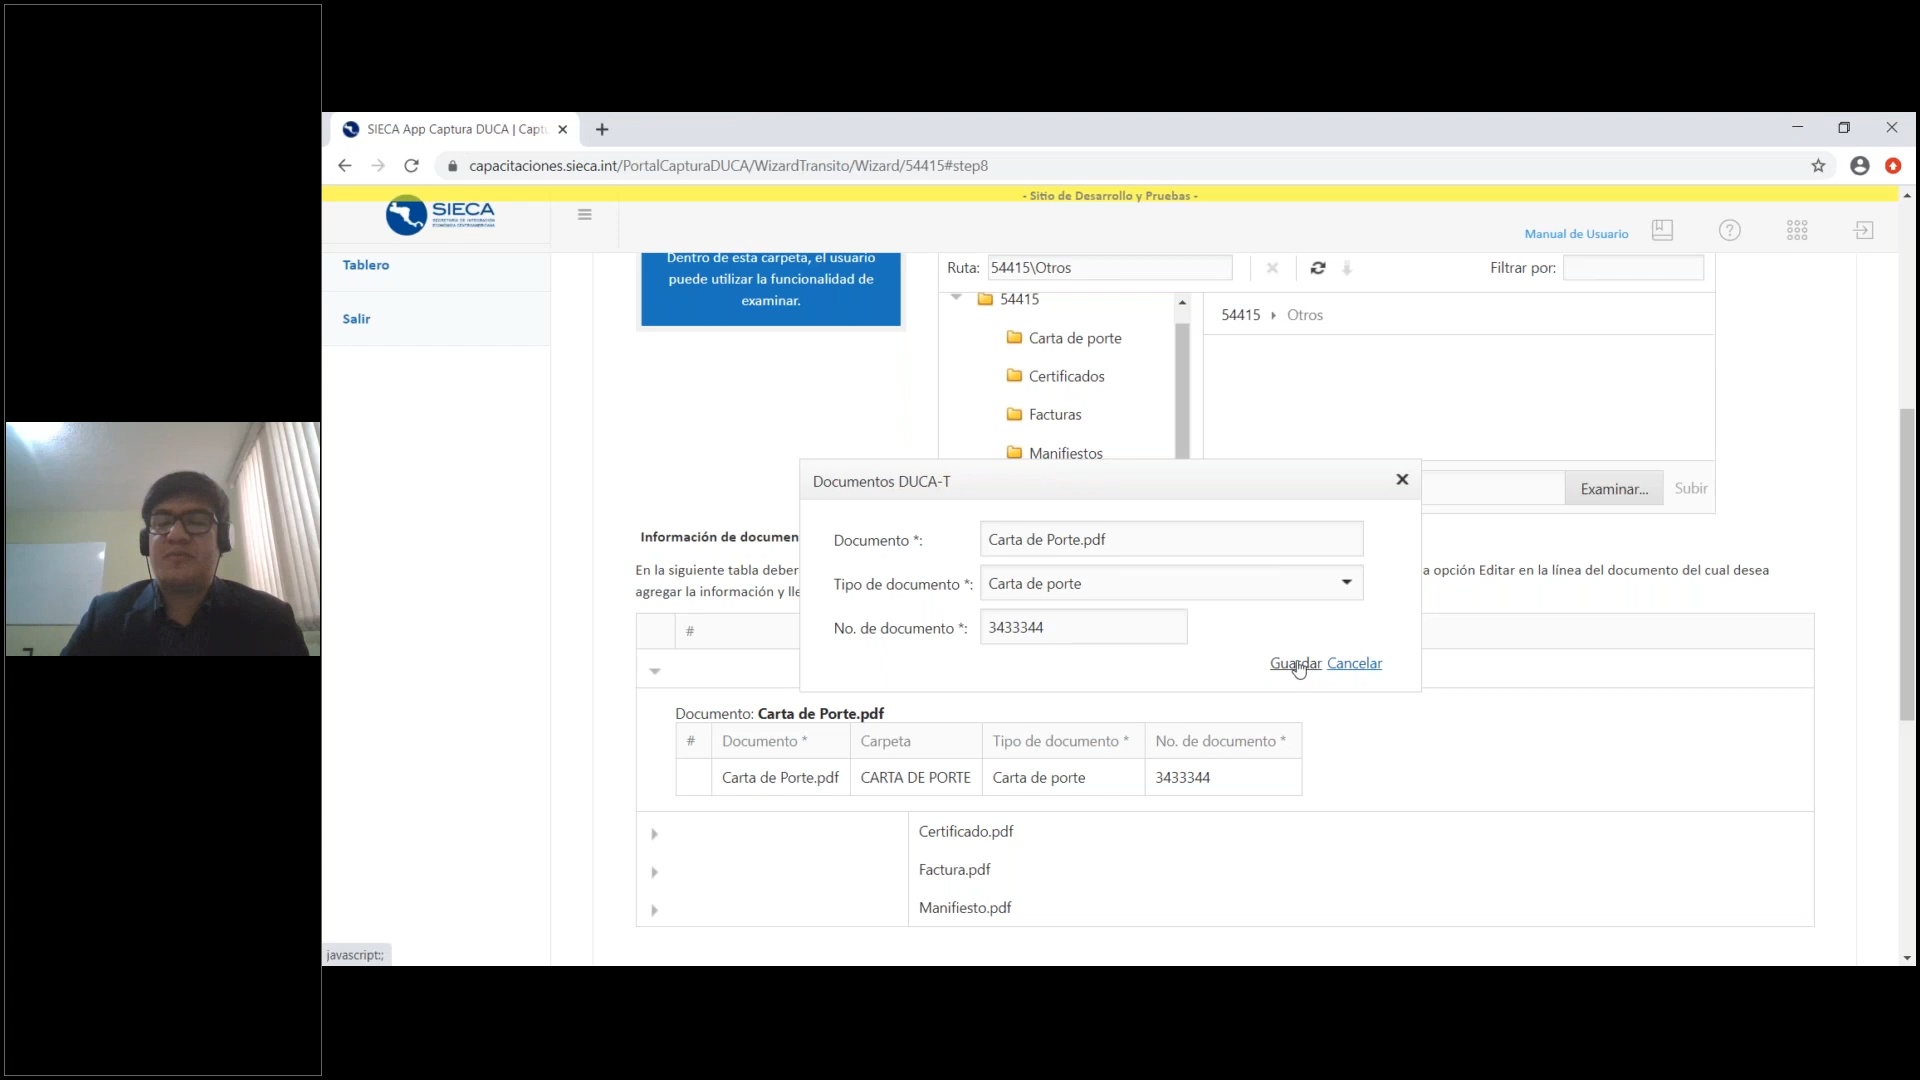 SIECA App Captura DUCA | Captu
capacitaciones.sieca.int/PortalCapturaDUCA/WizardTransito/Wizard/54415#step8
- Sitio de Desarrollo y Pruebas -
SIECA
Manual de Usuario
Tablero
Salir
Dentro de esta carpeta, el usuario
puede utilizar la funcionalidad de
examinar.
Ruta: 54415\Otros
Filtrar por:
54415
Carta de porte
Certificados
Facturas
Manifiestos
54415 Otros
Examinar...
Subir
Documentos DUCA-T
Documento *: Carta de Porte.pdf
Tipo de documento *: Carta de porte
No. de documento *: 3433344
Guardar Cancelar
Información de documen
En la siguiente tabla deber
a opción Editar en la línea del documento del cual desea
agregar la información y lle
#
Documento: Carta de Porte.pdf
# Documento * Carpeta Tipo de documento * No. de documento *
Carta de Porte.pdf CARTA DE PORTE Carta de porte 3433344
Certificado.pdf
Factura.pdf
Manifiesto.pdf
javascript:;